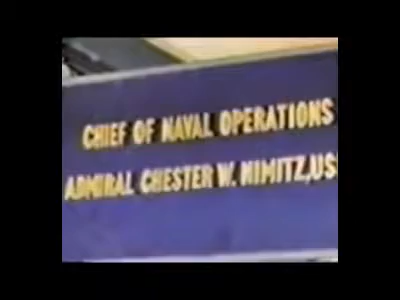 CHIEF OF NAVAL OPERATIONS
ADMIRAL CHESTER W. NIMITZ, US